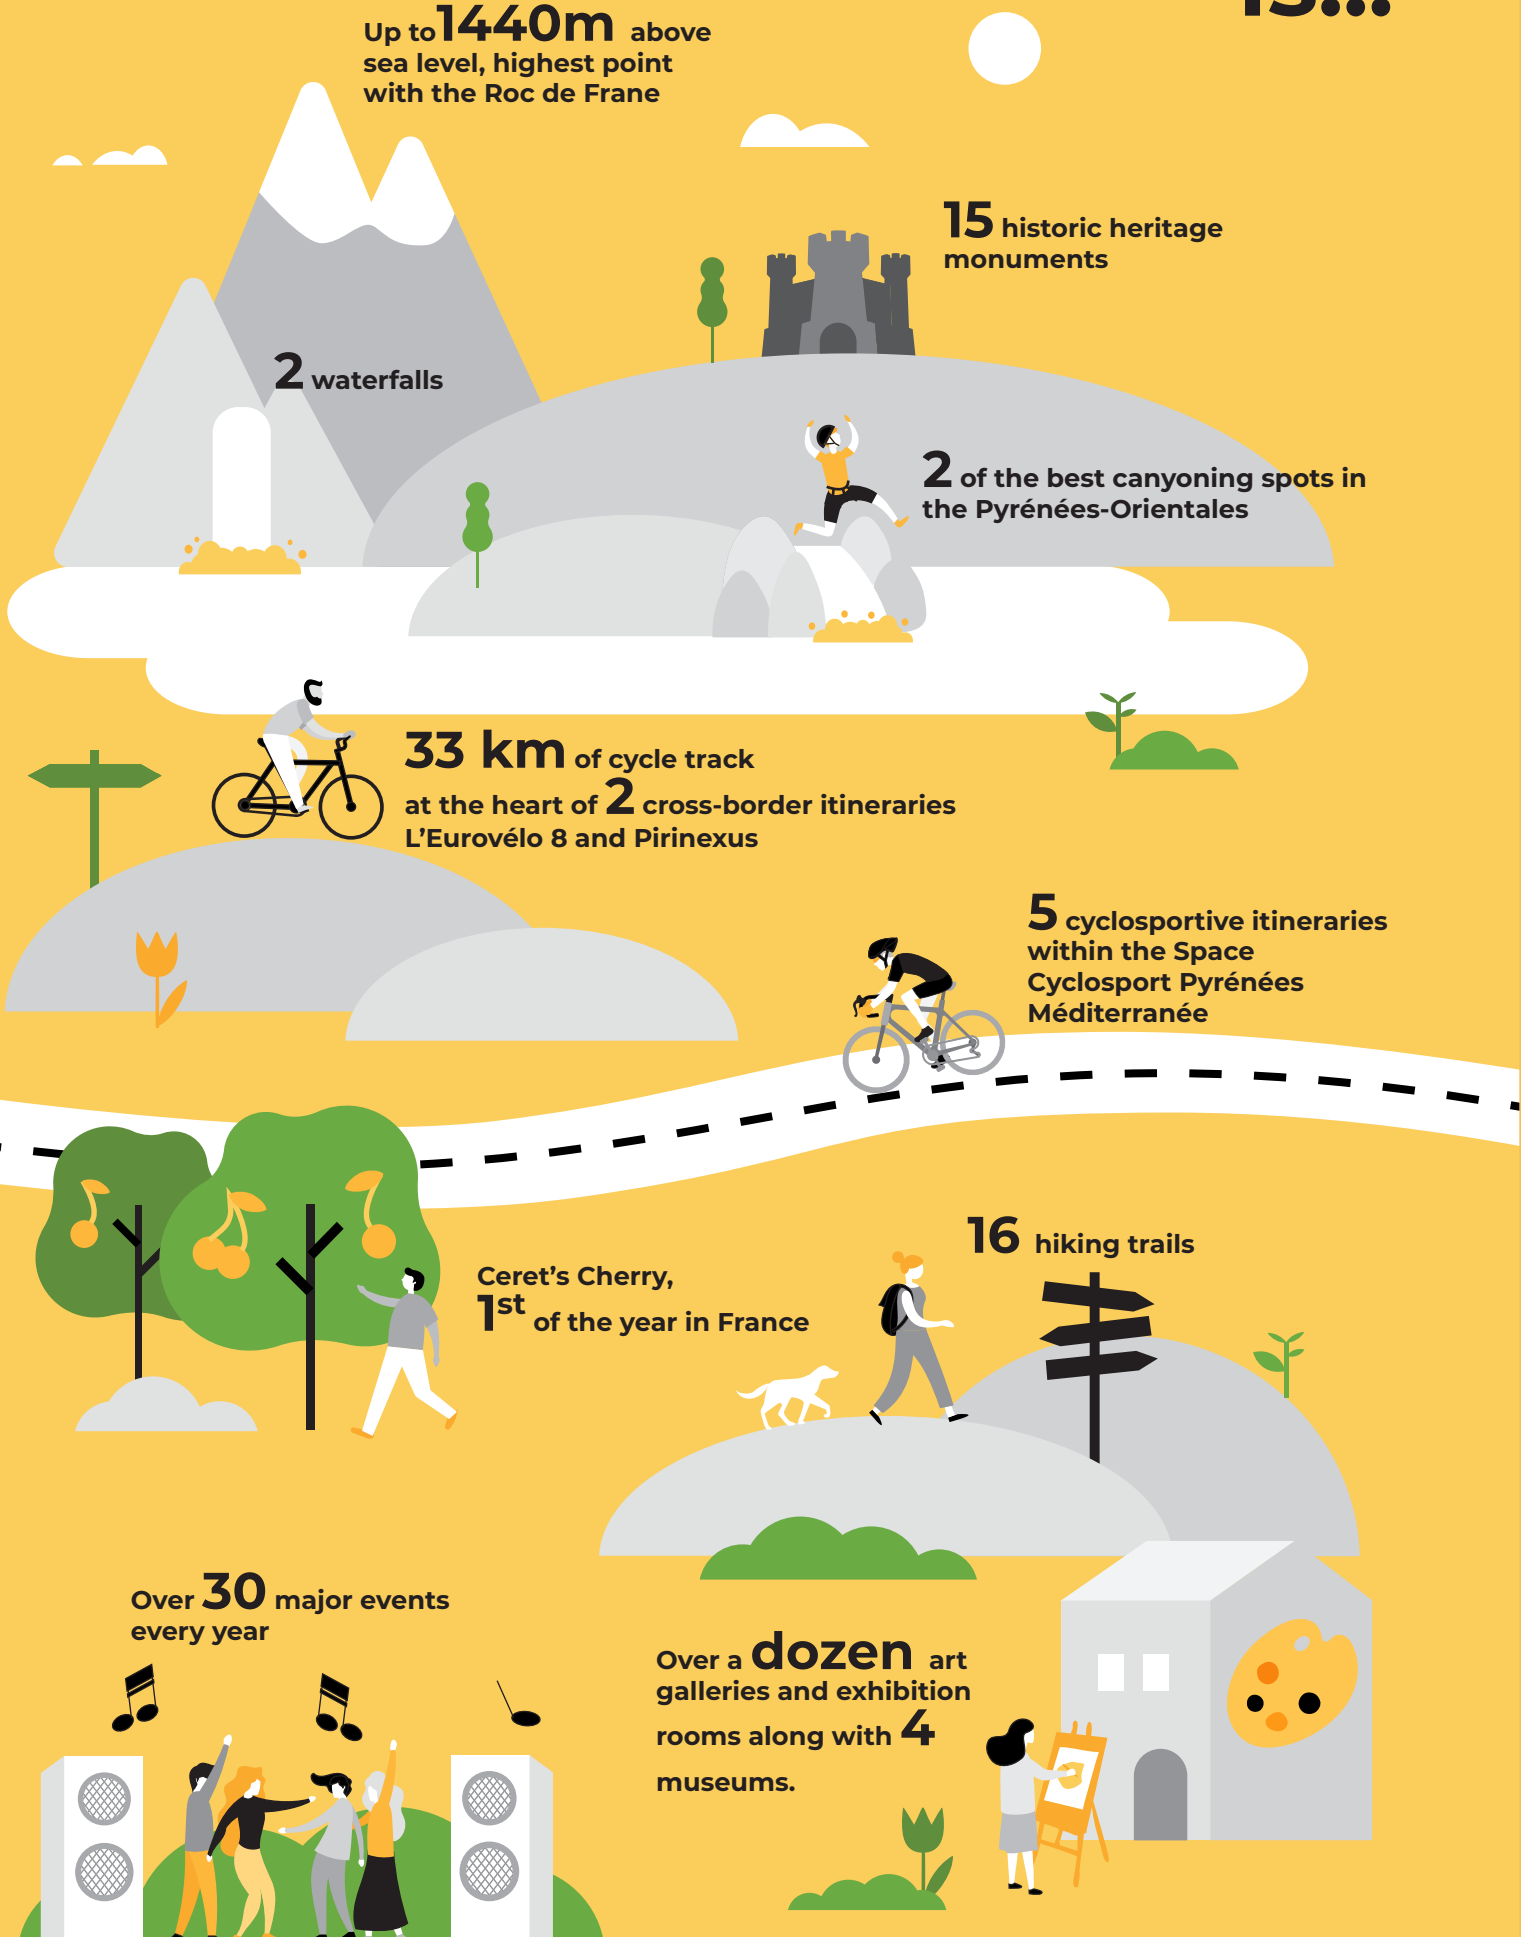 Up to 1440m above
sea level, highest point
with the Roc de Frane
15 historic heritage
monuments
2 waterfalls
2 of the best canyoning spots in
the Pyrénées-Orientales
33 km of cycle track
at the heart of 2 cross-border itineraries
L’Eurovélo 8 and Pirinexus
5 cyclosportive itineraries
within the Space
Cyclosport Pyrénées
Méditerranée
16 hiking trails
Ceret’s Cherry,
1st of the year in France
Over 30 major events
every year
Over a dozen art
galleries and exhibition
rooms along with 4
museums.